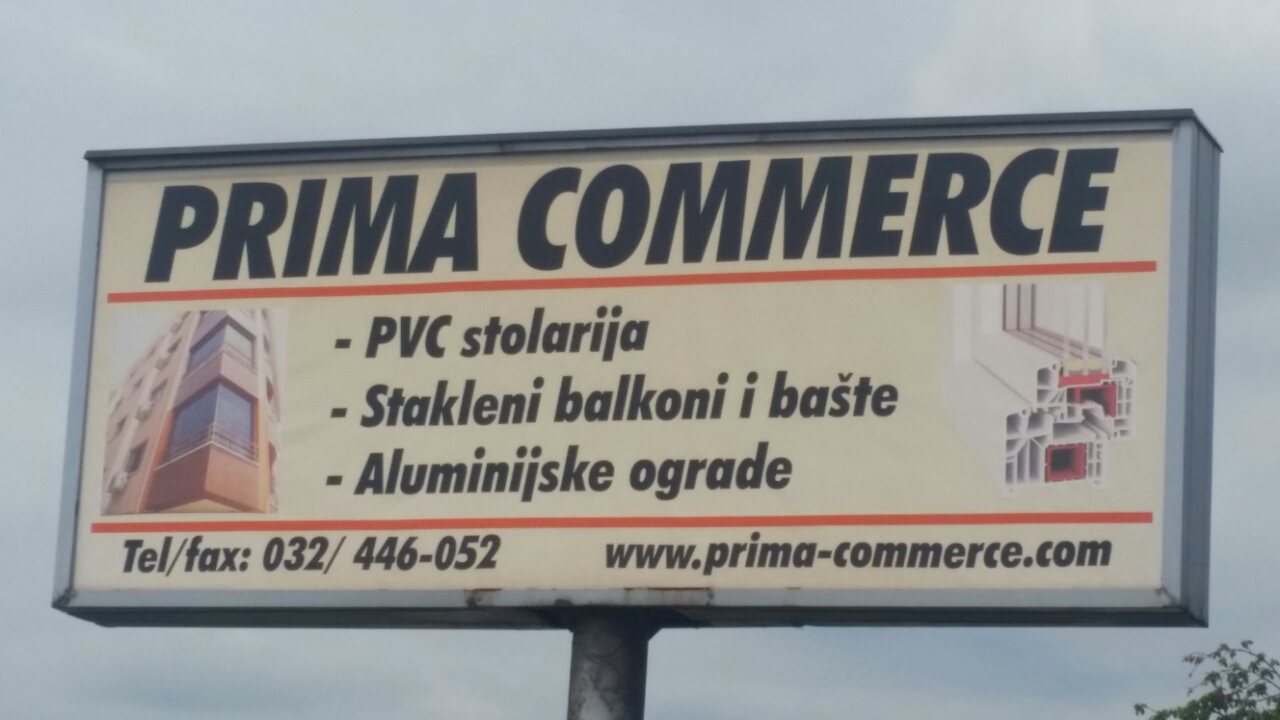 PRIMA COMMERCE
- PVC stolarija
- Stakleni balkoni i bašte
- Aluminijske ograde
Tel/fax: 032/ 446-052 www.prima-commerce.com